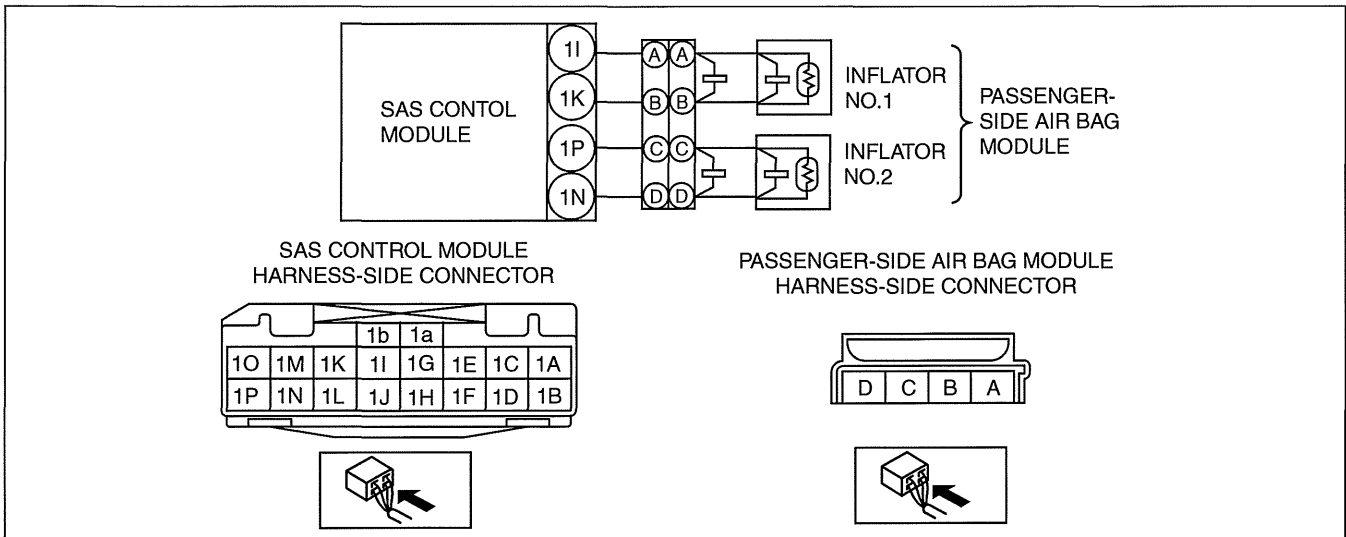 1I
A A
SAS CONTOL
MODULE
1K
B B
INFLATOR
NO.1
1P
C C
INFLATOR
NO.2
1N
D D
PASSENGER-
SIDE AIR BAG
MODULE
SAS CONTROL MODULE
HARNESS-SIDE CONNECTOR
1b 1a
1O 1M 1K 1I 1G 1E 1C 1A
1P 1N 1L 1J 1H 1F 1D 1B
PASSENGER-SIDE AIR BAG MODULE
HARNESS-SIDE CONNECTOR
D C B A